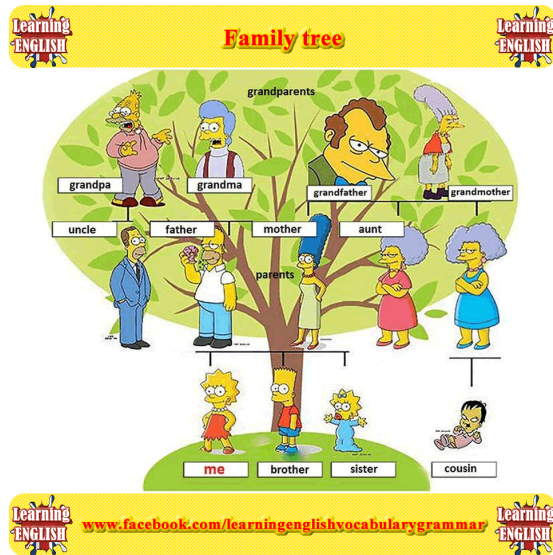 Learning
ENGLISH
Family tree
Learning
ENGLISH
grandparents
grandpa
grandma
grandfather
grandmother
uncle
father
mother
aunt
parents
me
brother
sister
cousin
Learning
ENGLISH
www.facebook.com/learningenglishvocabularygrammar
Learning
ENGLISH